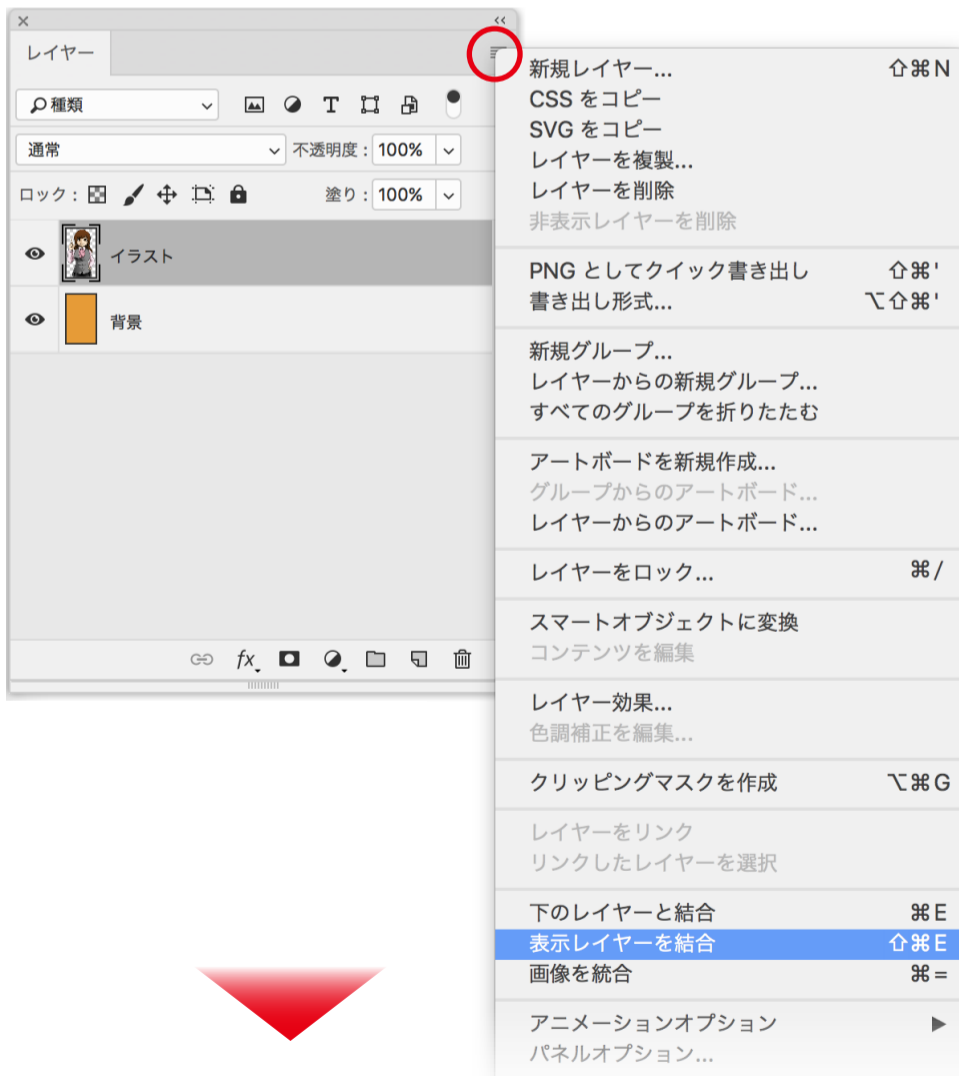 レイヤー
種類
通常
不透明度 : 100%
ロック :
塗り : 100%
イラスト
背景
fx
新規レイヤー... ⇧⌘N
CSS をコピー
SVG をコピー
レイヤーを複製...
レイヤーを削除
非表示レイヤーを削除
PNG としてクイック書き出し ⇧⌘'
書き出し形式... ⌥⇧⌘'
新規グループ...
レイヤーからの新規グループ...
すべてのグループを折りたたむ
アートボードを新規作成...
グループからのアートボード...
レイヤーからのアートボード...
レイヤーをロック... ⌘/
スマートオブジェクトに変換
コンテンツを編集
レイヤー効果...
色調補正を編集...
クリッピングマスクを作成 ⌥⌘G
レイヤーをリンク
リンクしたレイヤーを選択
下のレイヤーと結合 ⌘E
表示レイヤーを結合 ⇧⌘E
画像を統合 ⌘=
アニメーションオプション ▶
パネルオプション...